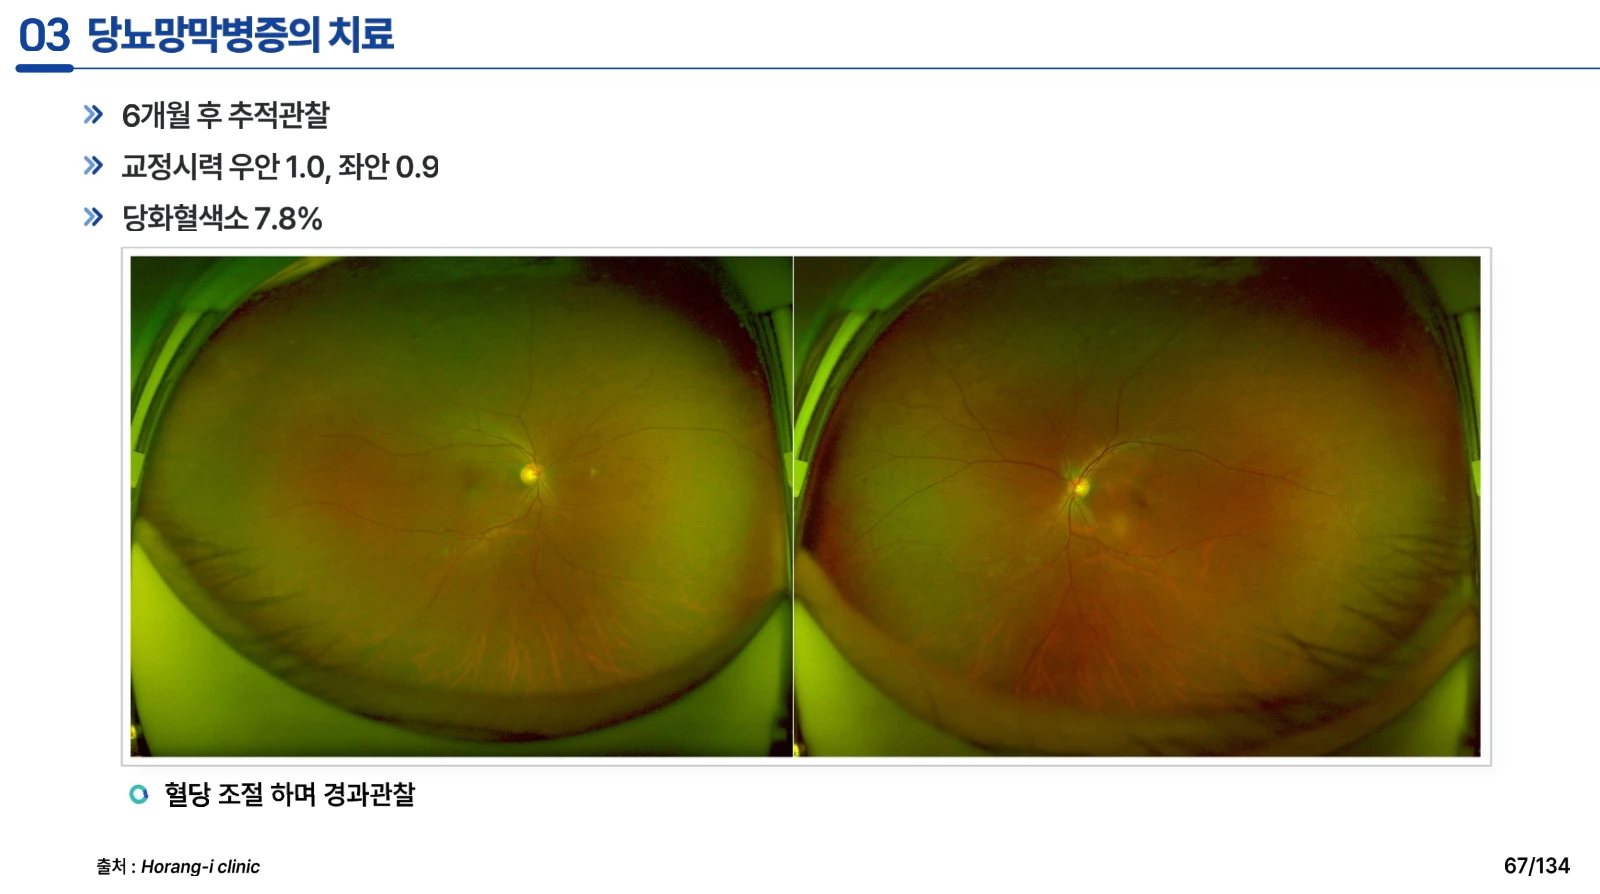 03 당뇨망막병증의 치료
6개월 후 추적관찰
교정시력 우안 1.0, 좌안 0.9
당화혈색소 7.8%
혈당 조절 하며 경과관찰
출처 : Horang-i clinic
67/134